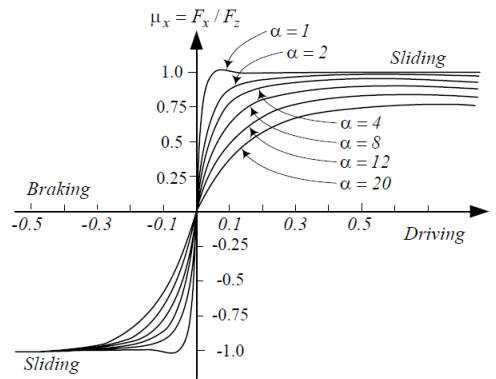 μx = Fx / Fz
α = 1
α = 2
Sliding
1.0
0.75
0.5
0.25
α = 4
α = 8
α = 12
α = 20
Braking
-0.5 -0.3 -0.1 0.1 0.3 0.5
Driving
-0.25
-0.5
-0.75
-1.0
Sliding